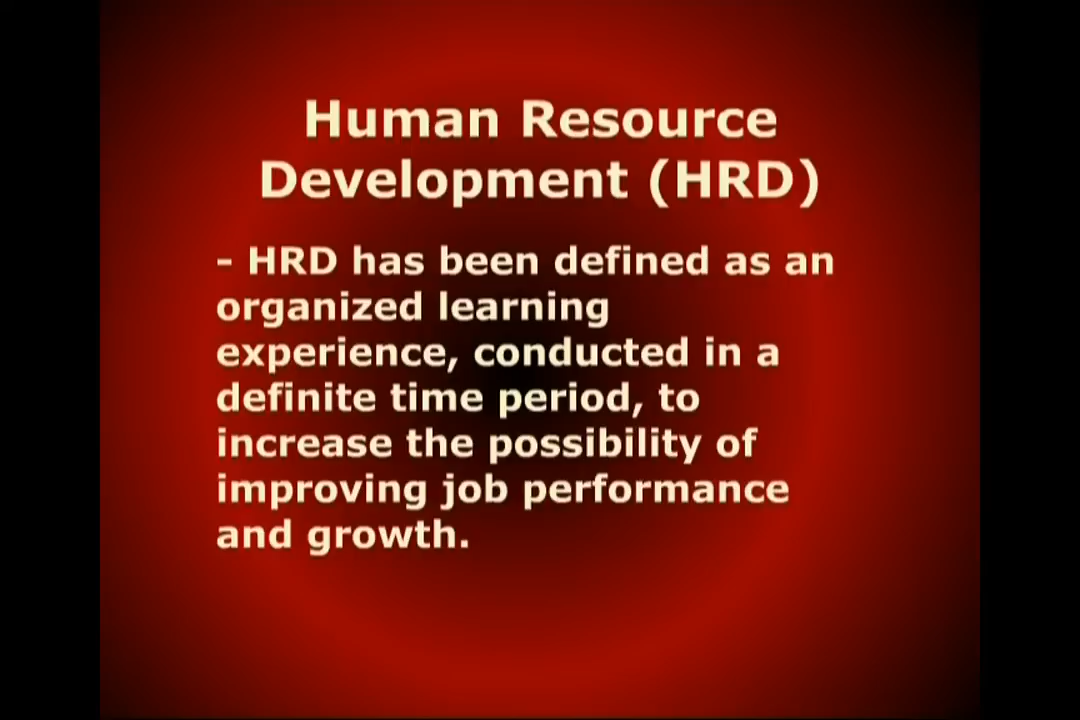 Human Resource
Development (HRD)
- HRD has been defined as an
organized learning
experience, conducted in a
definite time period, to
increase the possibility of
improving job performance
and growth.